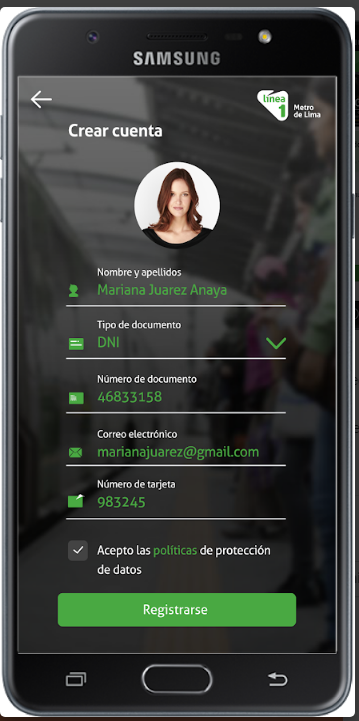 SAMSUNG
línea
1
Metro
de Lima
Crear cuenta
Nombre y apellidos
Mariana Juarez Anaya
Tipo de documento
DNI
Número de documento
46833158
Correo electrónico
marianajuarez@gmail.com
Número de tarjeta
983245
Acepto las políticas de protección
de datos
Registrarse